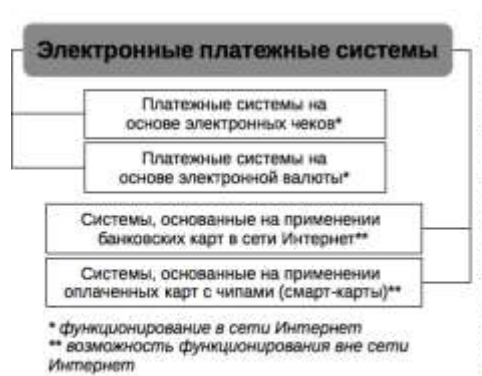 Электронные платежные системы
Платежные системы на
основе электронных чеков*
Платежные системы на
основе электронной валюты*
Системы, основанные на применении
банковских карт в сети Интернет**
Системы, основанные на применении
оплаченных карт с чипами (смарт-карты)**
* функционирование в сети Интернет
** возможность функционирования вне сети
Интернет